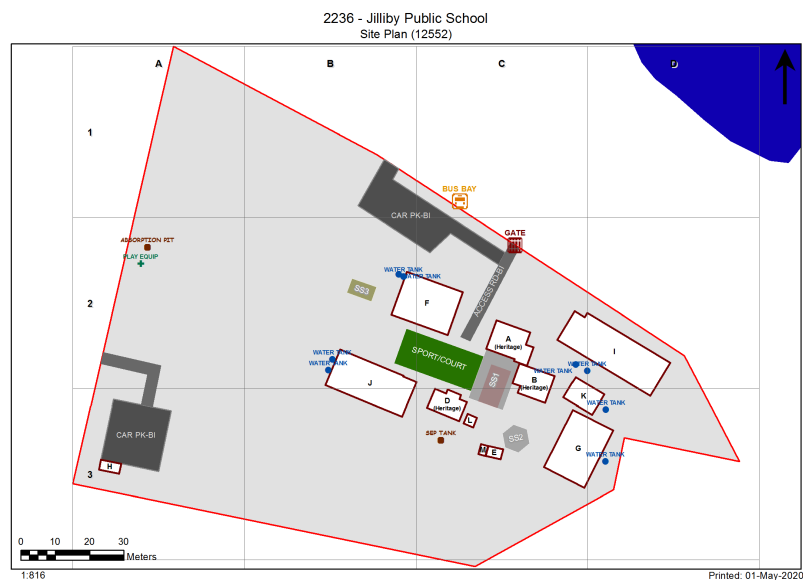 2236 - Jilliby Public School
Site Plan (12552)
A
B
C
D
1
BUS BAY
CAR PK-BI
GATE
ABSORPTION PIT
PLAY EQUIP
WATER TANK
WATER TANK
ACCESS RD-BI
SS3
2
F
A
(Heritage)
I
WATER TANK
WATER TANK
SPORT/COURT
WATER TANK
WATER TANK
J
SS1
B
(Heritage)
K
D
(Heritage)
WATER TANK
L
CAR PK-BI
SEP TANK
SS2
M
E
G
WATER TANK
H
3
0 10 20 30
Meters
1:816
Printed: 01-May-2020